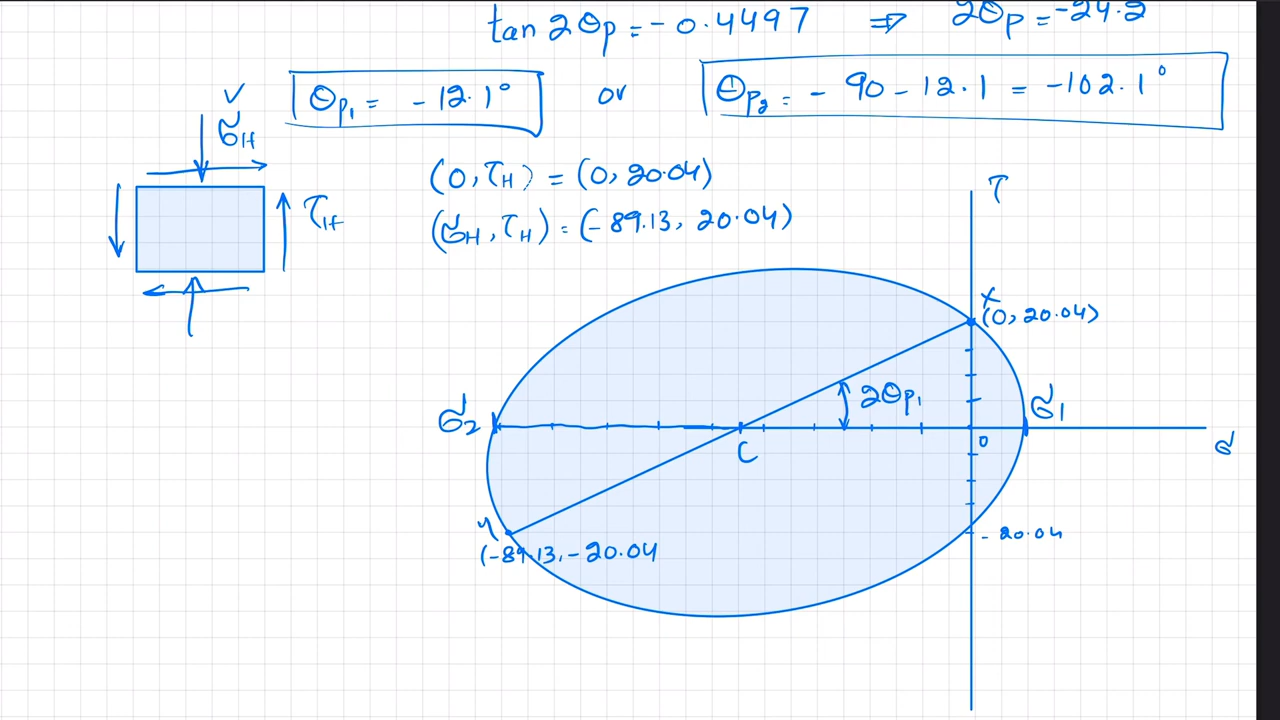 tan 2θp = -0.4497 ⇒ 2θp = -24.2
θp₁ = -12.1° or θp₂ = -90-12.1 = -102.1°
σH
τH
(0, τH) = (0, 20.04)
(σH, τH) = (-89.13, 20.04)
τ
X
(0, 20.04)
2θp₁
σ₁
σ₂
C
0
σ
Y
-20.04
(-89.13, -20.04